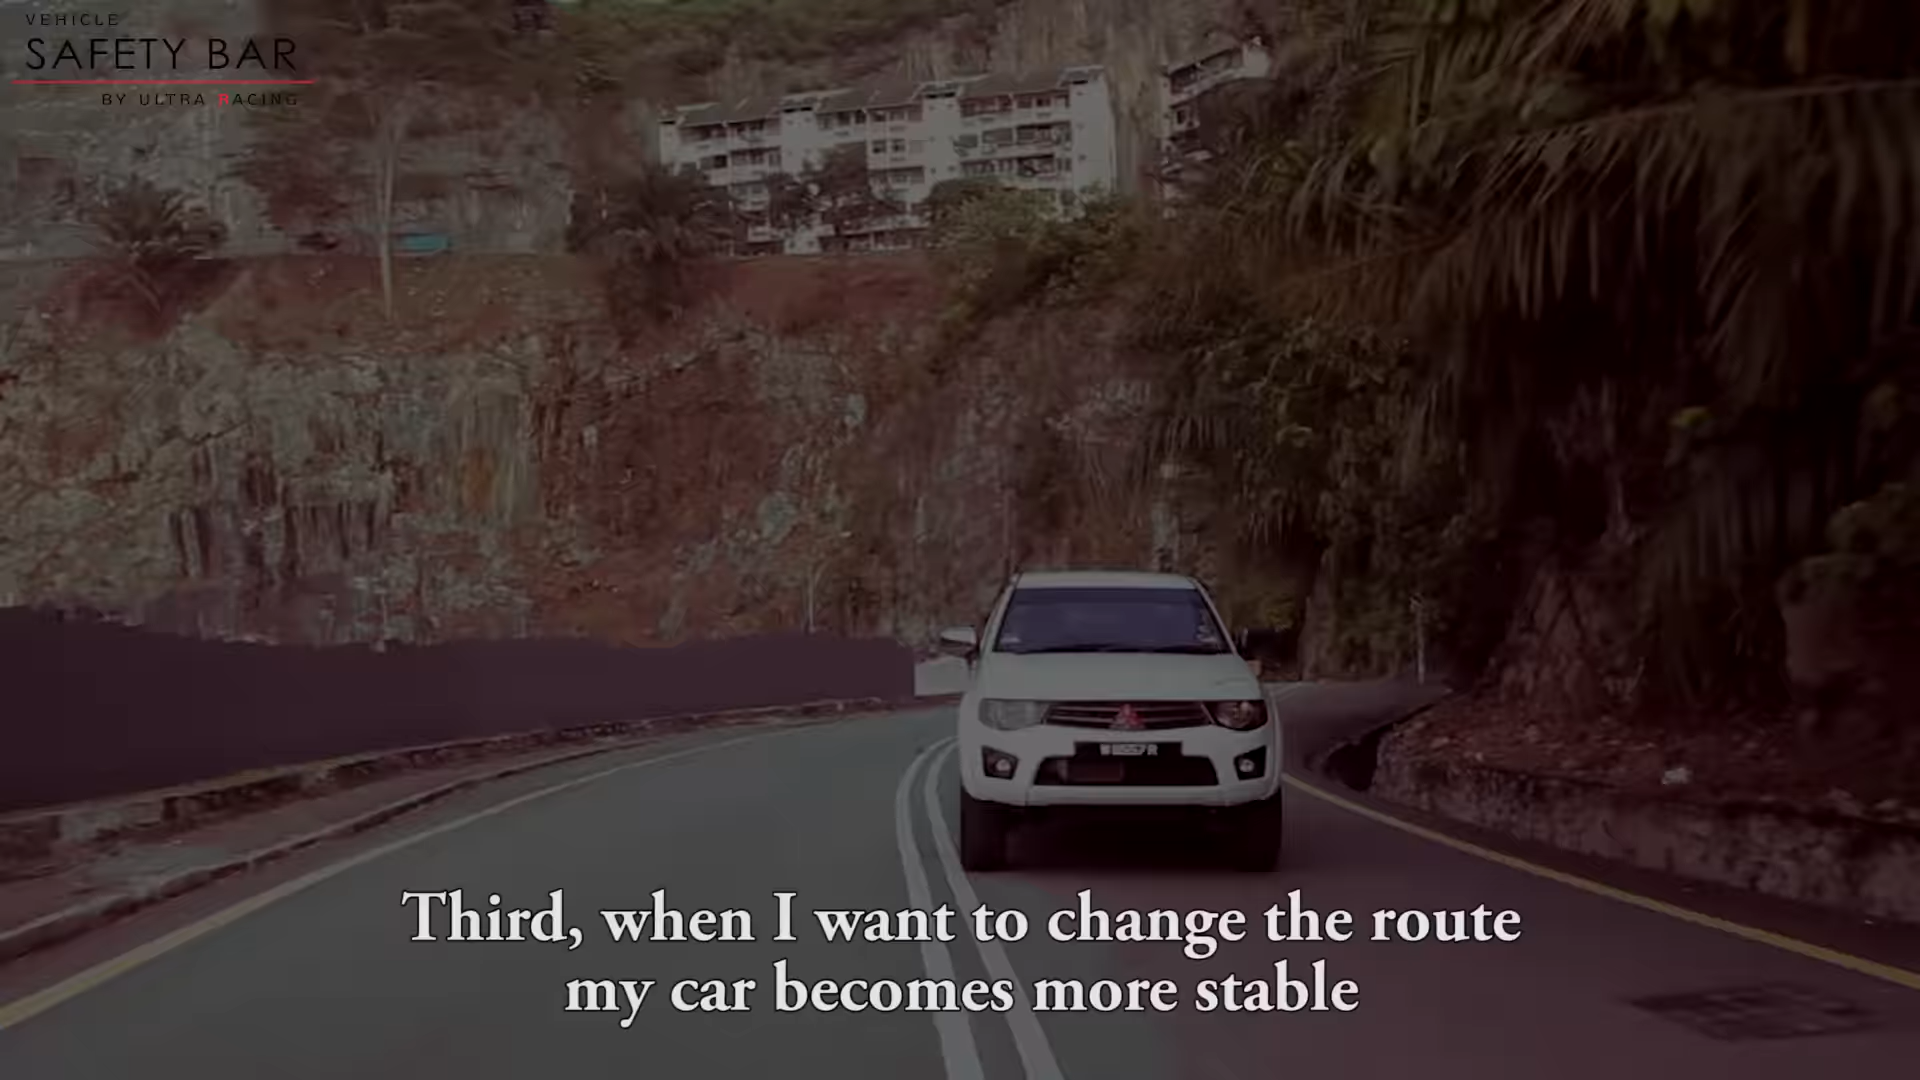 VEHICLE
SAFETY BAR
BY ULTRA RACING
Third, when I want to change the route
my car becomes more stable